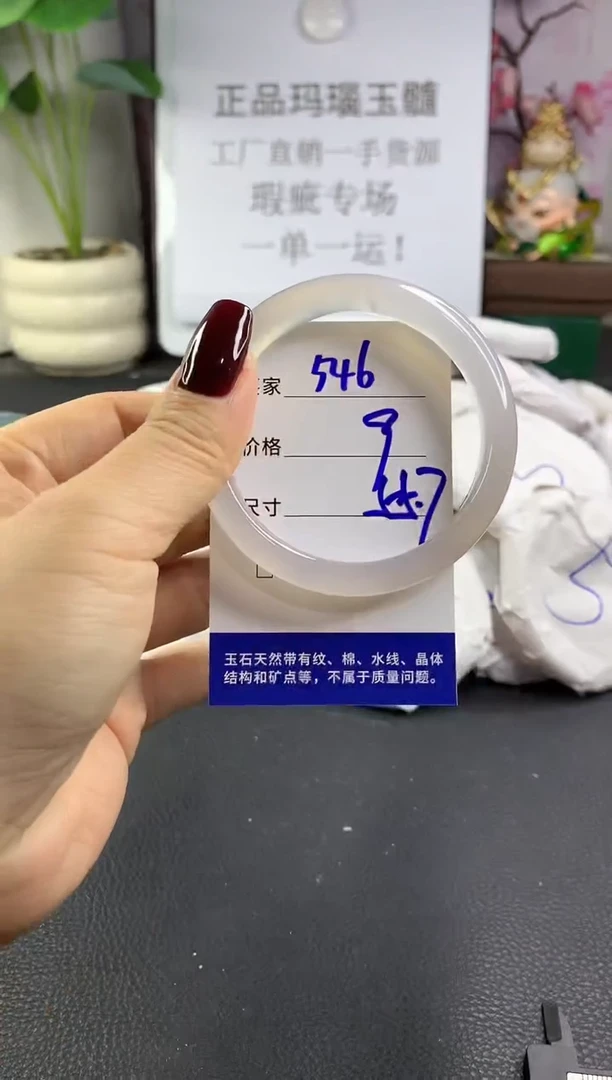 正品玛瑙玉髓
工厂直销一手货源
瑕疵专场
一单一运！
家 546
价格 9
尺寸
玉石天然带有纹、棉、水线、晶体
结构和矿点等，不属于质量问题。